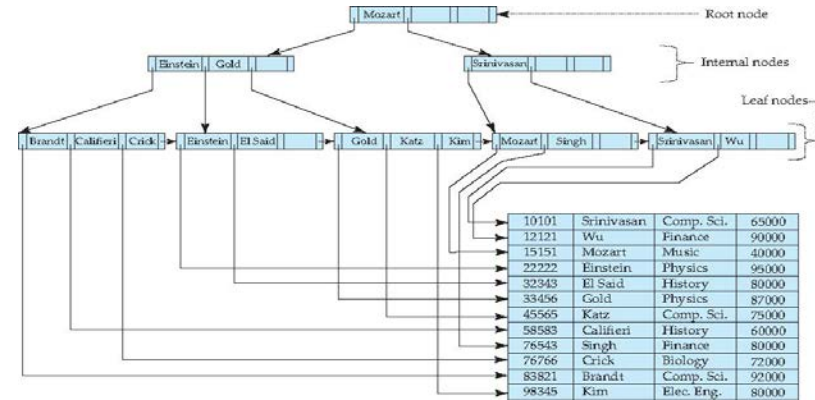 Mozart
Root node
Einstein Gold
Srinivasan
Internal nodes
Leaf nodes
Brandt Califieri Crick Einstein El Said Gold Katz Kim Mozart Singh Srinivasan Wu
10101 Srinivasan Comp. Sci. 65000
12121 Wu Finance 90000
15151 Mozart Music 40000
22222 Einstein Physics 95000
32343 El Said History 80000
33456 Gold Physics 87000
45565 Katz Comp. Sci. 75000
58583 Califieri History 60000
76543 Singh Finance 80000
76766 Crick Biology 72000
83821 Brandt Comp. Sci. 92000
98345 Kim Elec. Eng. 80000